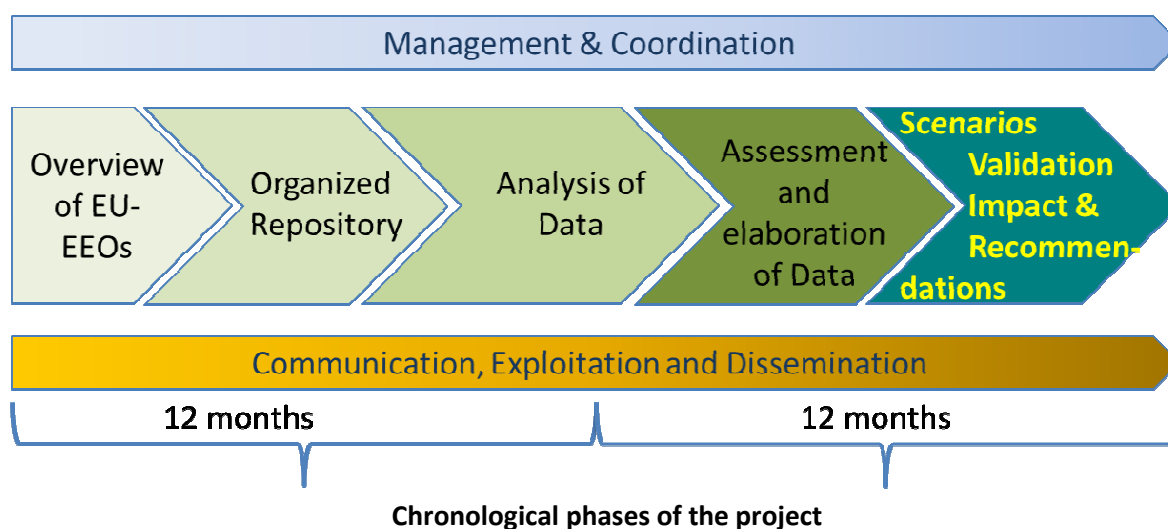 Management & Coordination
Overview
of EU-
EEOs
Organized
Repository
Analysis of
Data
Assessment
and
elaboration
of Data
Scenarios
Validation
Impact &
Recommen-
dations
Communication, Exploitation and Dissemination
12 months
12 months
Chronological phases of the project